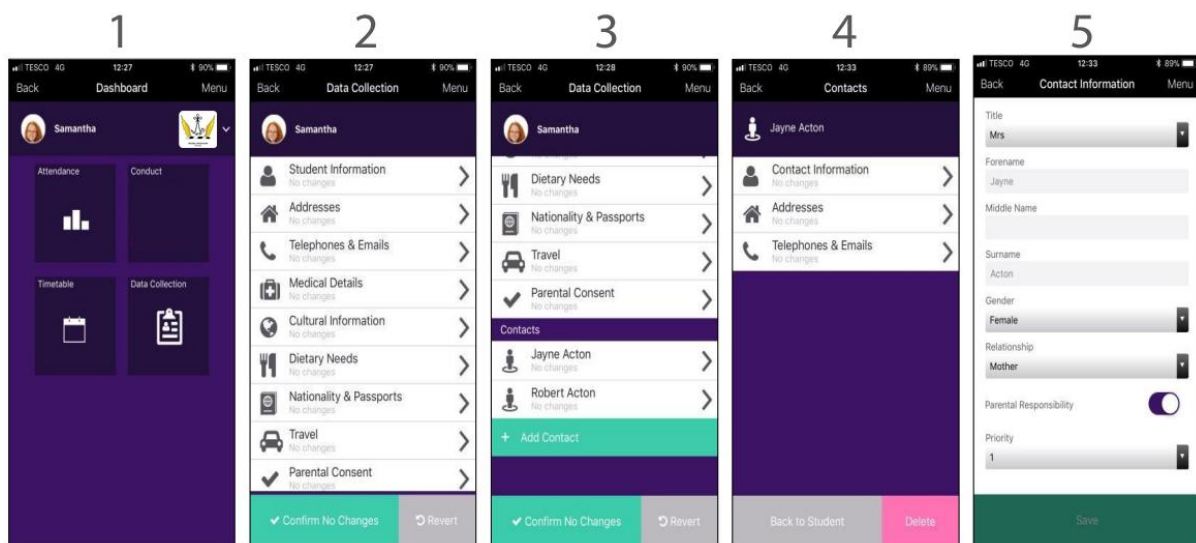 1
TESCO 4G 12:27 90%
Back Dashboard Menu
Samantha
Attendance Conduct
Timetable Data Collection
2
TESCO 4G 12:27 90%
Back Data Collection Menu
Samantha
Student Information
No changes
Addresses
No changes
Telephones & Emails
No changes
Medical Details
No changes
Cultural Information
No changes
Dietary Needs
No changes
Nationality & Passports
No changes
Travel
No changes
Parental Consent
No changes
Confirm No Changes Revert
3
TESCO 4G 12:28 90%
Back Data Collection Menu
Samantha
No changes
Dietary Needs
No changes
Nationality & Passports
No changes
Travel
No changes
Parental Consent
No changes
Contacts
Jayne Acton
No changes
Robert Acton
No changes
+ Add Contact
Confirm No Changes Revert
4
TESCO 4G 12:33 89%
Back Contacts Menu
Jayne Acton
Contact Information
No changes
Addresses
No changes
Telephones & Emails
No changes
Back to Student Delete
5
TESCO 4G 12:33 89%
Back Contact Information Menu
Title
Mrs
Forename
Jayne
Middle Name
Surname
Acton
Gender
Female
Relationship
Mother
Parental Responsibility
Priority
1
Save